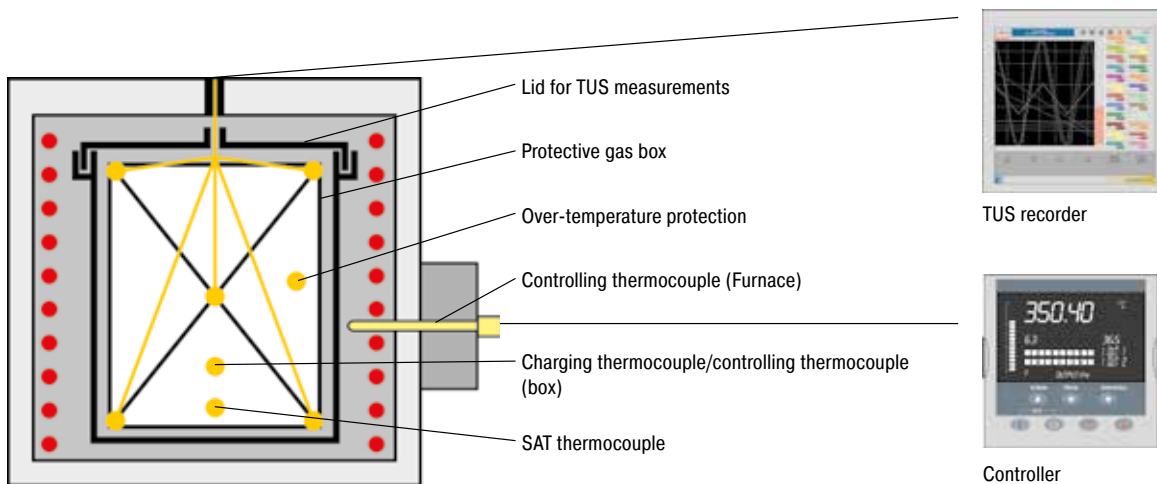 Lid for TUS measurements
Protective gas box
Over-temperature protection
Controlling thermocouple (Furnace)
Charging thermocouple/controlling thermocouple
(box)
SAT thermocouple
TUS recorder
350.40
°C
Controller